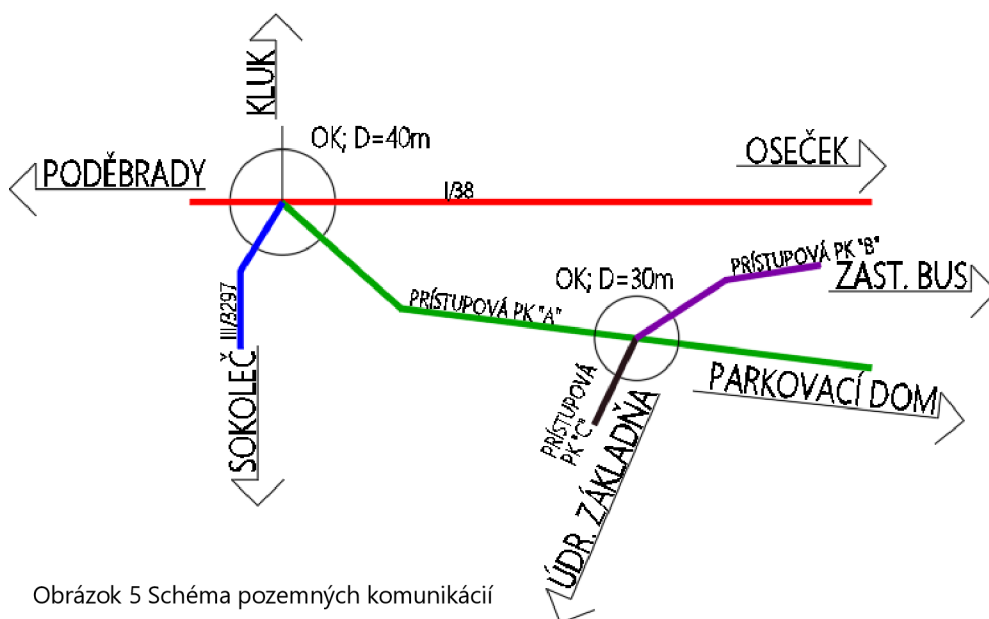 KLUK
OK; D=40m
PODĚBRADY
OSEČEK
I/38
PRÍSTUPOVÁ PK "B"
ZAST. BUS
OK; D=30m
III/3297
PRÍSTUPOVÁ PK "A"
SOKOLEČ
PRÍSTUPOVÁ
PK "C"
PARKOVACÍ DOM
ÚDR. ZÁKLADŇA
Obrázok 5 Schéma pozemných komunikácií